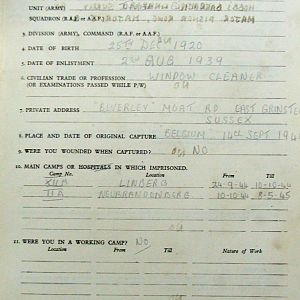 UNIT (ARMY)
SQUADRON (R.A.F. or A.A.F.)
3. DIVISION (ARMY), COMMAND (R.A.F. or A.A.F.)
4. DATE OF BIRTH 25TH DEC 1920
5. DATE OF ENLISTMENT 2ND AUG 1939
6. CIVILIAN TRADE OR PROFESSION WINDOW CLEANER
(OR EXAMINATIONS PASSED WHILE P/W)
7. PRIVATE ADDRESS "BEVERLEY" MOAT RD EAST GRINSTEAD
SUSSEX
8. PLACE AND DATE OF ORIGINAL CAPTURE BELGIUM 14th SEPT 194
9. WERE YOU WOUNDED WHEN CAPTURED? NO
10. MAIN CAMPS OR HOSPITALS IN WHICH IMPRISONED.
Camp No. Location From Till
XIIA LIMBERG 24-9-44 10-10-44
NEUBRANDENBERG 10-10-44 8-5-45
11. WERE YOU IN A WORKING CAMP? NO
From Till Nature of Work